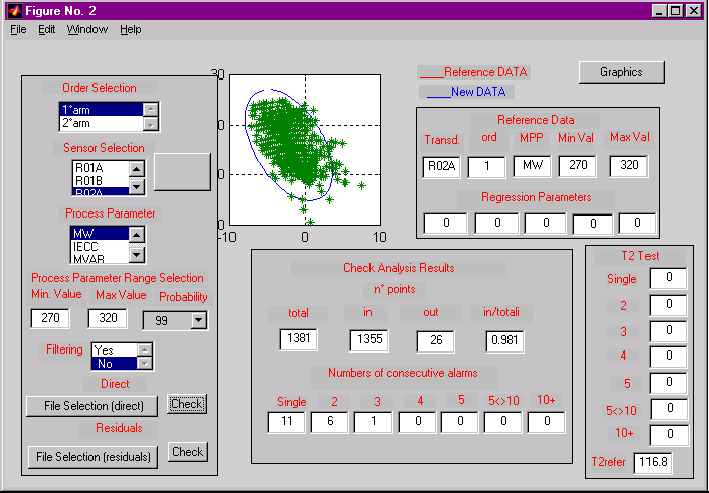 Figure No. 2
File Edit Window Help
Order Selection
1*arm
2*arm
Sensor Selection
R01A
R01B
R02A
Process Parameter
MW
IECC
MVAR
Process Parameter Range Selection
Min. Value Max Value Probability
270 320 99
Filtering Yes
No
Direct
File Selection (direct) Check
Residuals
File Selection (residuals) Check
30
0
0
0
-10 0 10
____Reference DATA
____New DATA
Graphics
Reference Data
Transd. ord MPP Min Val Max Val
R02A 1 MW 270 320
Regression Parameters
0 0 0 0 0
Check Analysis Results
n° points
total in out in/totali
1381 1355 26 0.981
Numbers of consecutive alarms
Single 2 3 4 5 5<>10 10+
11 6 1 0 0 0 0
T2 Test
Single 0
2 0
3 0
4 0
5 0
5<>10 0
10+ 0
T2refer 116.8